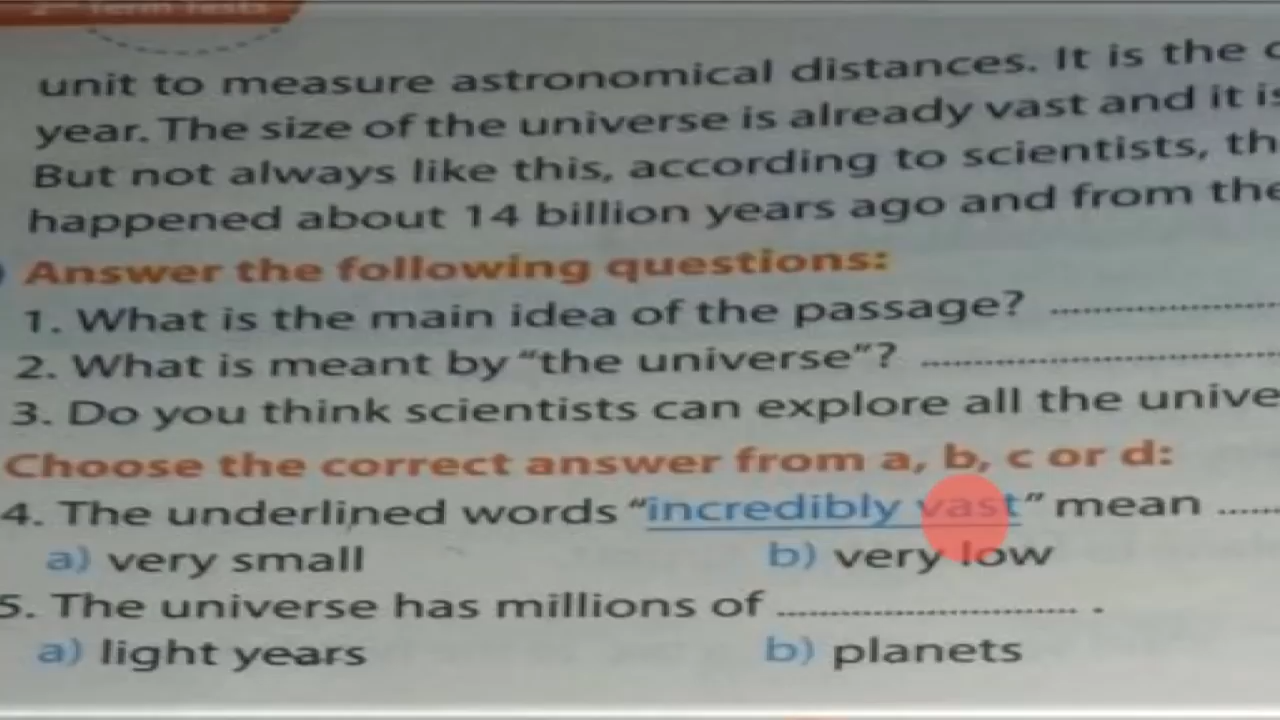 unit to measure astronomical distances. It is the
year. The size of the universe is already vast and it is
But not always like this, according to scientists,
happened about 14 billion years ago and from the
Answer the following questions:
1. What is the main idea of the passage? ....................
2. What is meant by “the universe”? ....................
3. Do you think scientists can explore all the
Choose the correct answer from a, b, c or d:
4. The underlined words “incredibly vast” mean ......
a) very small b) very low
5. The universe has millions of .............................. .
a) light years b) planets